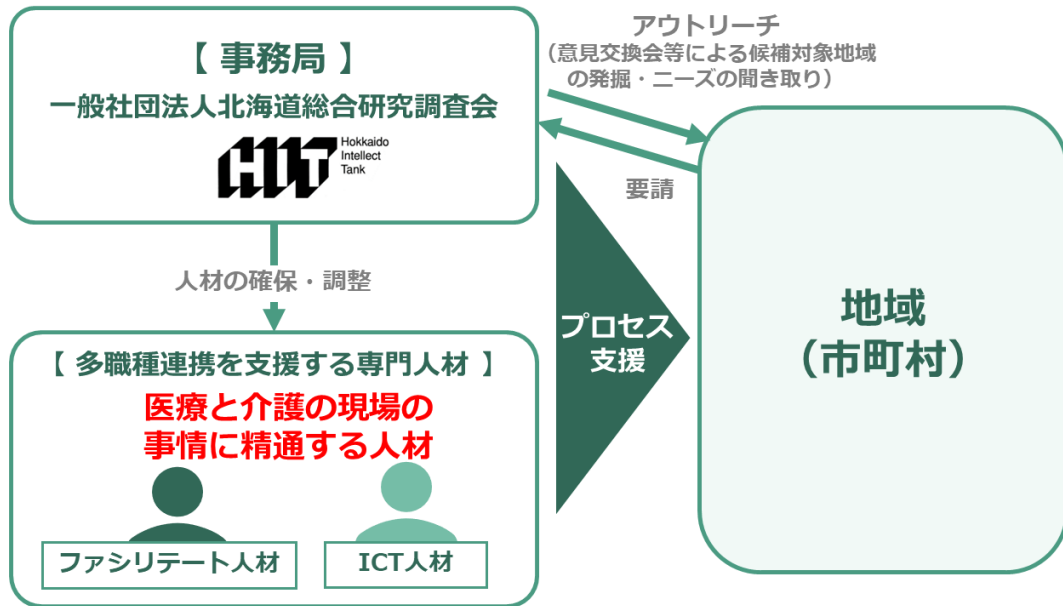 【 事務局 】
一般社団法人北海道総合研究調査会
HIT
Hokkaido
Intellect
Tank
アウトリーチ
（意見交換会等による候補対象地域
の発掘・ニーズの聞き取り）
要請
人材の確保・調整
【 多職種連携を支援する専門人材 】
医療と介護の現場の
事情に精通する人材
ファシリテート人材
ICT人材
プロセス
支援
地域
（市町村）